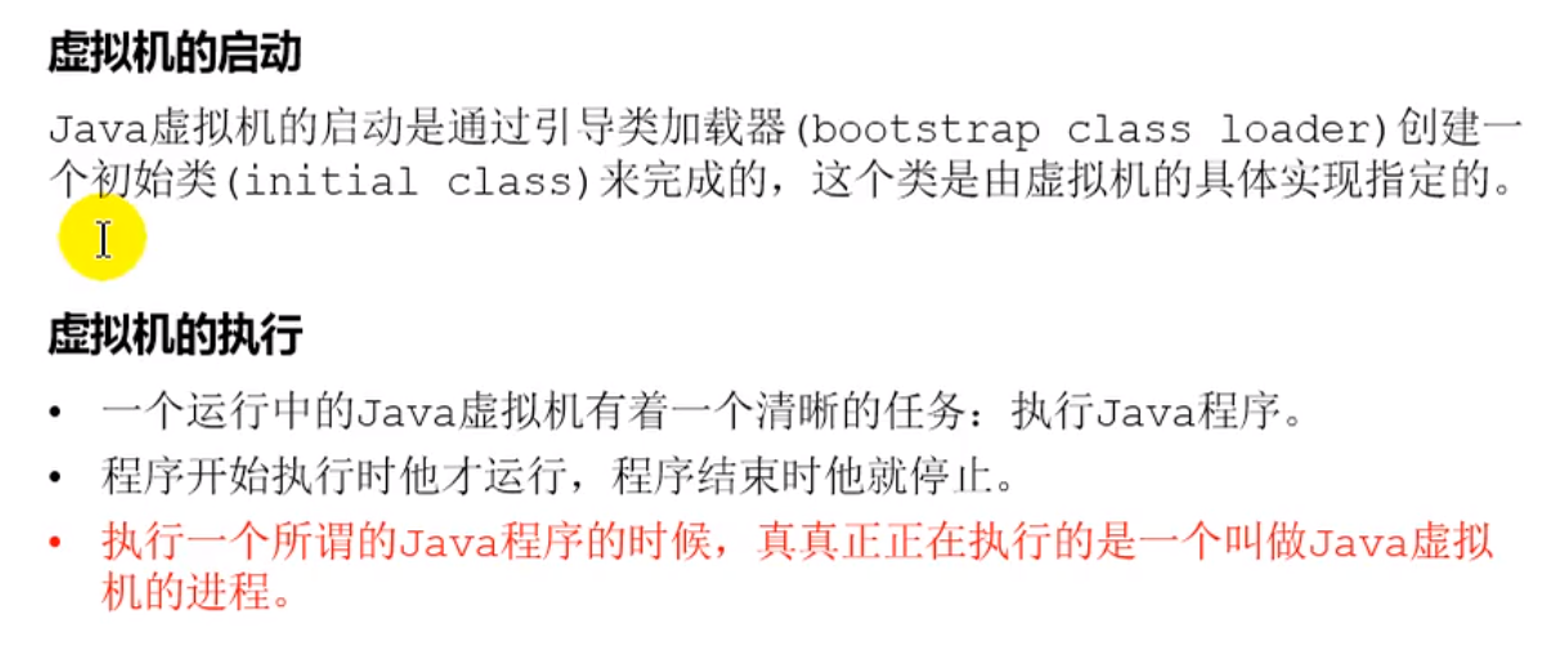 虚拟机的启动
Java虚拟机的启动是通过引导类加载器(bootstrap class loader)创建一
个初始类(initial class)来完成的，这个类是由虚拟机的具体实现指定的。
虚拟机的执行
• 一个运行中的Java虚拟机有着一个清晰的任务：执行Java程序。
• 程序开始执行时他才运行，程序结束时他就停止。
• 执行一个所谓的Java程序的时候，真真正正在执行的是一个叫做Java虚拟
机的进程。